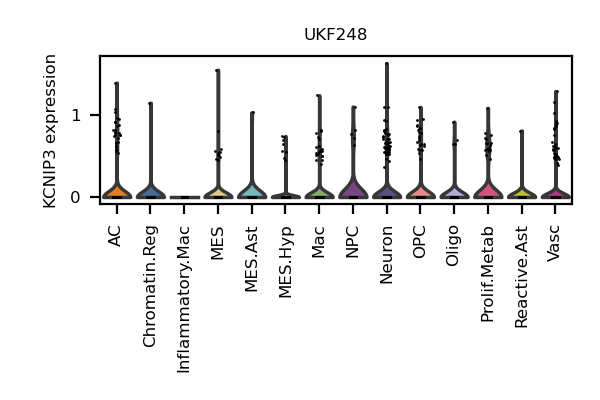 UKF248
KCNIP3 expression
1
0
AC
Chromatin.Reg
Inflammatory.Mac
MES
MES.Ast
MES.Hyp
Mac
NPC
Neuron
OPC
Oligo
Prolif.Metab
Reactive.Ast
Vasc